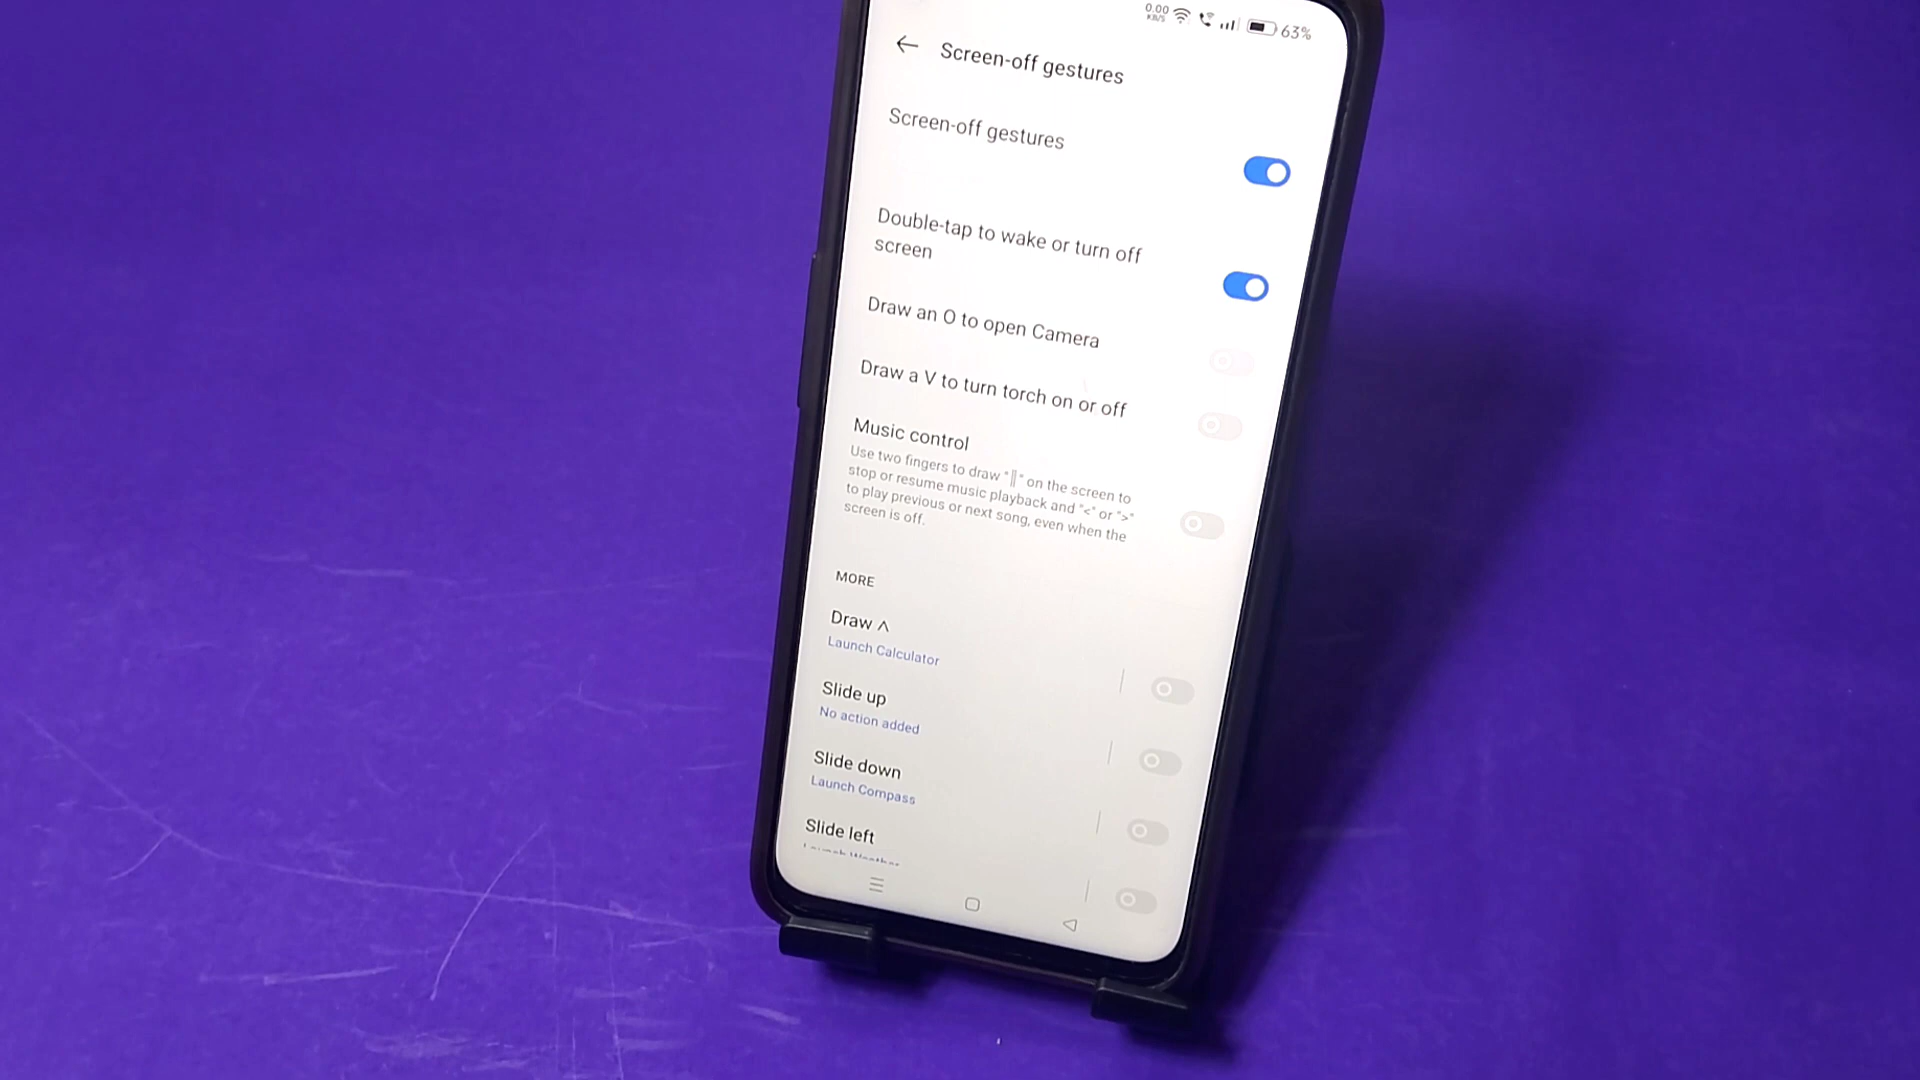 0.00
KB/S
63%
Screen-off gestures
Screen-off gestures
Double-tap to wake or turn off
screen
Draw an O to open Camera
Draw a V to turn torch on or off
Music control
Use two fingers to draw "||" on the screen to
stop or resume music playback and "<" or ">"
to play previous or next song, even when the
screen is off.
MORE
Draw ∧
Launch Calculator
Slide up
No action added
Slide down
Launch Compass
Slide left